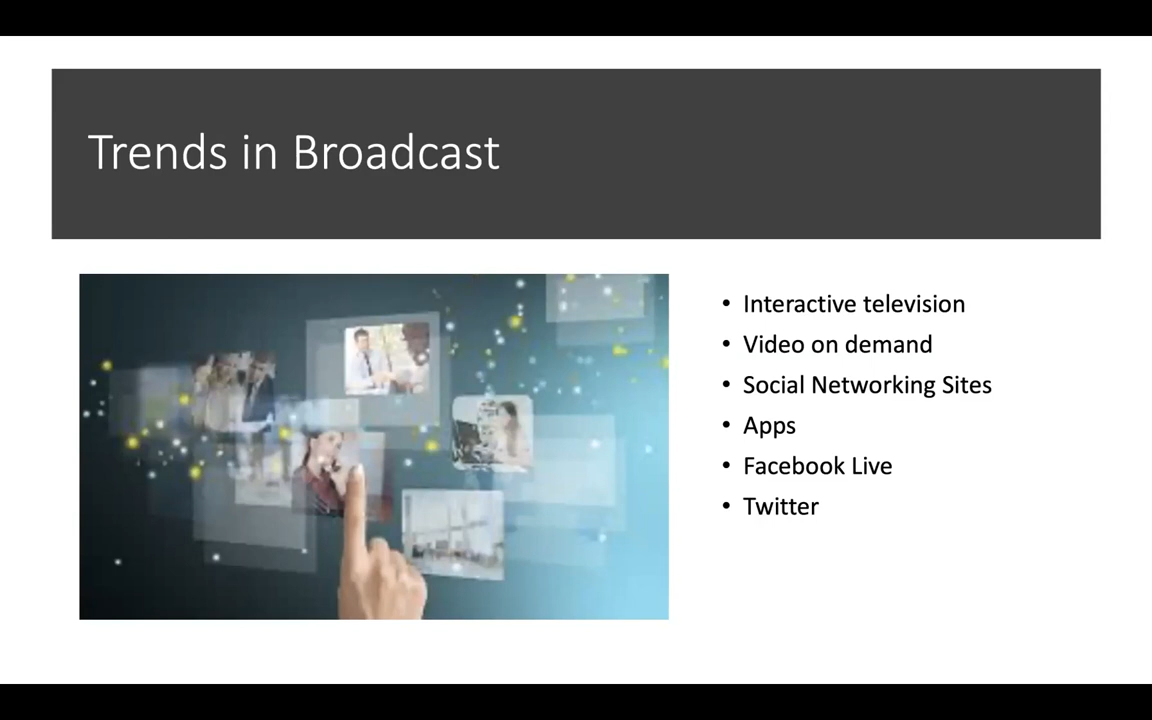 Trends in Broadcast
• Interactive television
• Video on demand
• Social Networking Sites
• Apps
• Facebook Live
• Twitter